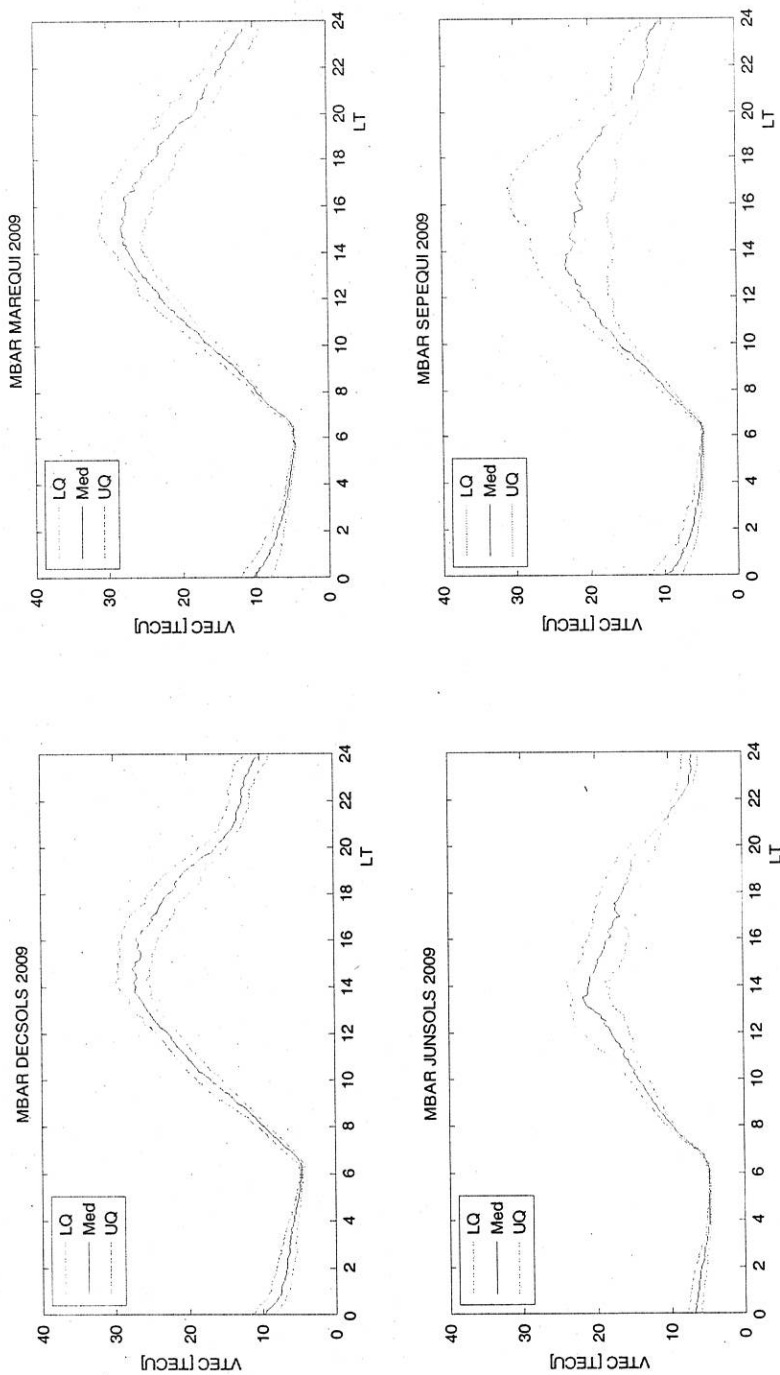 MBAR DECSOLS 2009
LQ
Med
UQ
VTEC [TECU]
40
30
20
10
0
0 2 4 6 8 10 12 14 16 18 20 22 24
LT
MBAR MAREQUI 2009
LQ
Med
UQ
VTEC [TECU]
40
30
20
10
0
0 2 4 6 8 10 12 14 16 18 20 22 24
LT
MBAR JUNSOLS 2009
LQ
Med
UQ
VTEC [TECU]
40
30
20
10
0
0 2 4 6 8 10 12 14 16 18 20 22 24
LT
MBAR SEPEQUI 2009
LQ
Med
UQ
VTEC [TECU]
40
30
20
10
0
0 2 4 6 8 10 12 14 16 18 20 22 24
LT